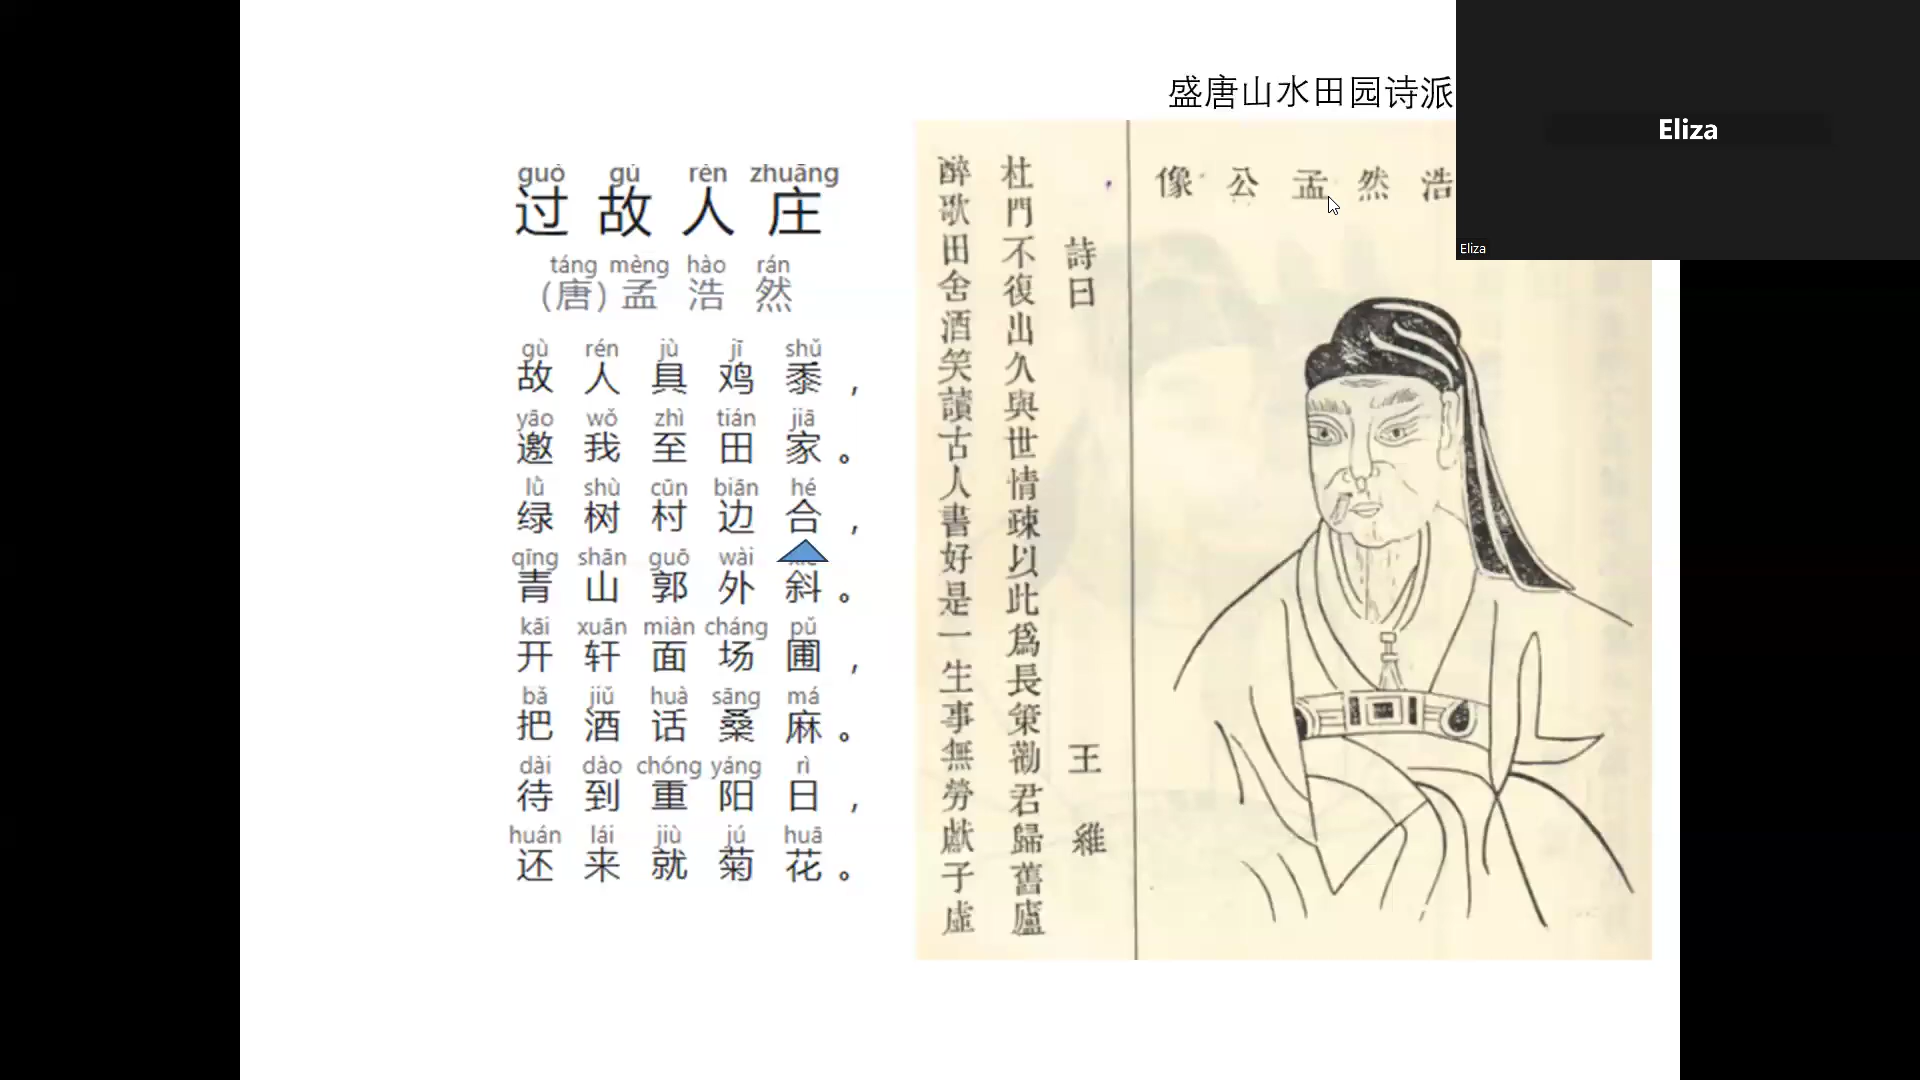 盛唐山水田园诗派
Eliza
Eliza
guò gù rén zhuāng
过故人庄
táng mèng hào rán
(唐)孟浩然
gù rén jù jī shǔ
故人具鸡黍,
yāo wǒ zhì tián jiā
邀我至田家。
lǜ shù cūn biān hé
绿树村边合,
qīng shān guō wài
青山郭外斜。
kāi xuān miàn cháng pǔ
开轩面场圃,
bǎ jiǔ huà sāng má
把酒话桑麻。
dài dào chóng yáng rì
待到重阳日,
huán lái jiù jú huā
还来就菊花。
浩然孟公像
詩曰 王維
杜門不復出久與世情疎以此爲長策勸君歸舊廬
醉歌田舍酒笑讀古人書好是一生事無勞獻子虛